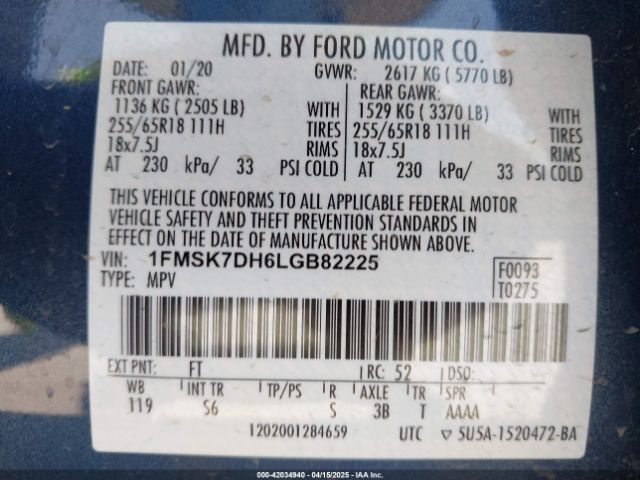 MFD. BY FORD MOTOR CO.
DATE: 01/20 GVWR: 2617 KG ( 5770 LB)
FRONT GAWR: REAR GAWR:
1136 KG ( 2505 LB) WITH 1529 KG ( 3370 LB) WITH
255/65R18 111H TIRES 255/65R18 111H TIRES
18x7.5J RIMS 18x7.5J RIMS
AT 230 kPa/ 33 PSI COLD AT 230 kPa/ 33 PSI COLD
THIS VEHICLE CONFORMS TO ALL APPLICABLE FEDERAL MOTOR
VEHICLE SAFETY AND THEFT PREVENTION STANDARDS IN
EFFECT ON THE DATE OF MANUFACTURE SHOWN ABOVE.
VIN: 1FMSK7DH6LGB82225 F0093
TYPE: MPV T0275
EXT PNT: FT RC: 52 DSO:
WB INT TR TP/PS R AXLE TR SPR
119 S6 S 3B T AAAA
1202001284659 UTC ▽ 5U5A-1520472-BA
000-42034940 - 04/15/2025 - IAAI.COM